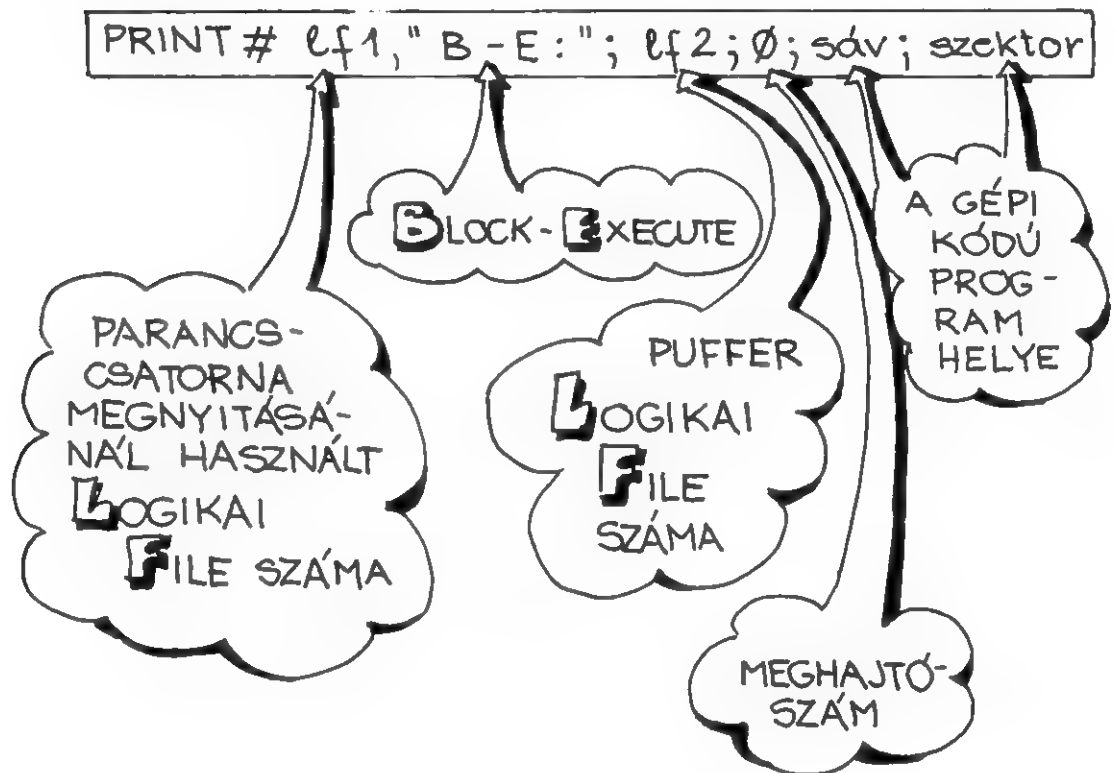 PRINT # lf1," B - E : "; lf2; Ø; sáv; szektor
BLOCK - EXECUTE
PARANCS-
CSATORNA
MEGNYITÁSÁ-
NÁL HASZNÁLT
LOGIKAI
FILE SZÁMA
PUFFER
LOGIKAI
FILE
SZÁMA
A GÉPI
KÓDÚ
PROG-
RAM
HELYE
MEGHAJTÓ-
SZÁM